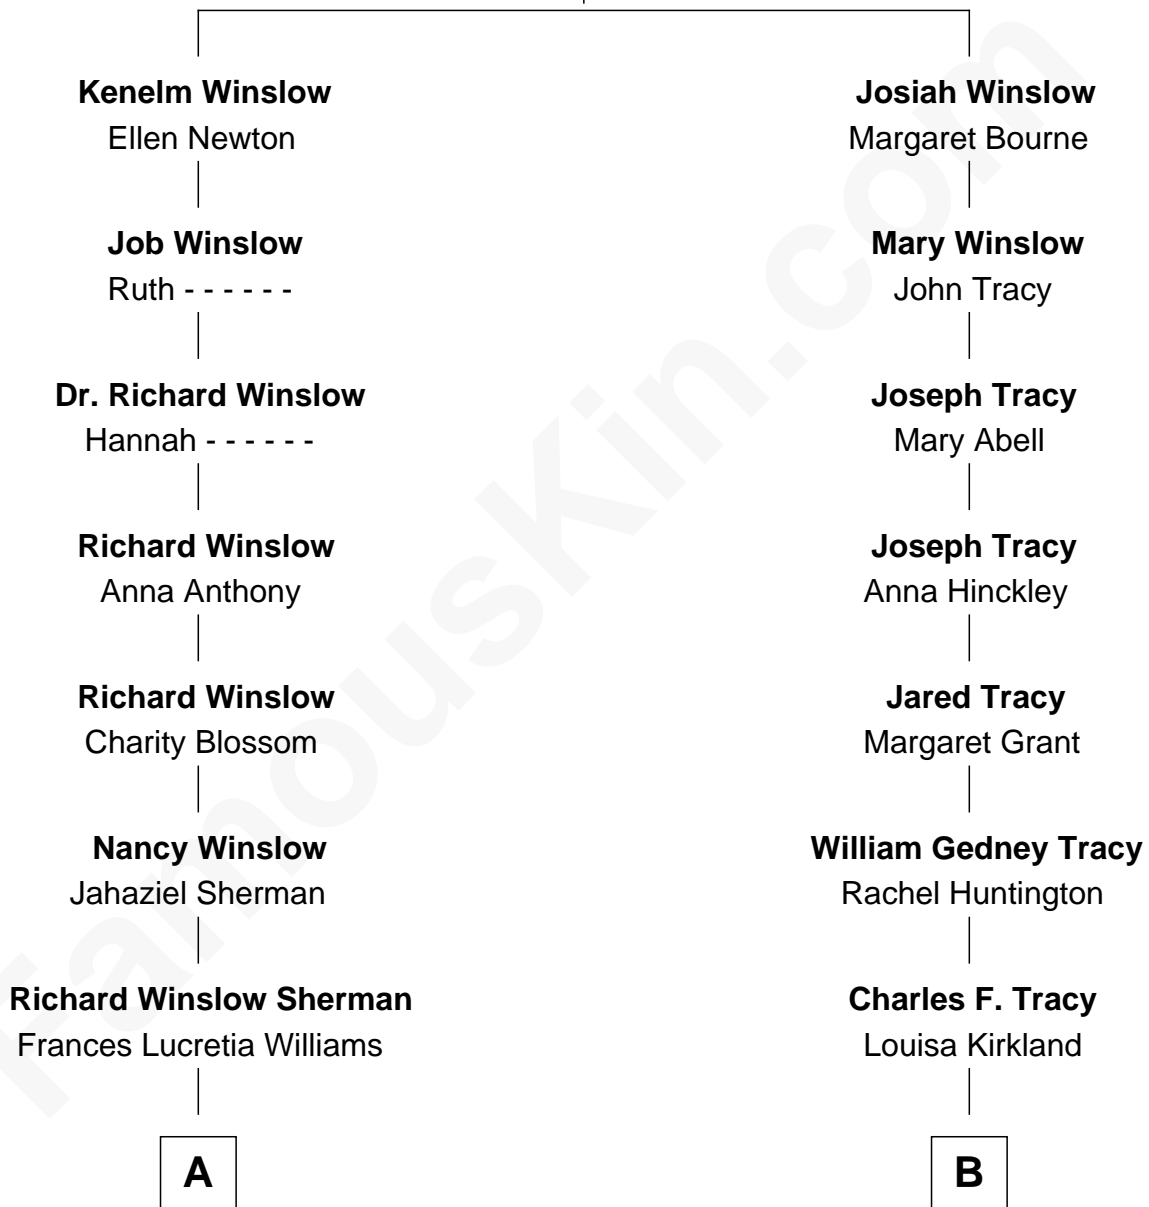 Kenelm Winslow
Ellen Newton
Job Winslow
Ruth - - - - - -
Dr. Richard Winslow
Hannah - - - - - -
Richard Winslow
Anna Anthony
Richard Winslow
Charity Blossom
Nancy Winslow
Jahaziel Sherman
Richard Winslow Sherman
Frances Lucretia Williams
A
Josiah Winslow
Margaret Bourne
Mary Winslow
John Tracy
Joseph Tracy
Mary Abell
Joseph Tracy
Anna Hinckley
Jared Tracy
Margaret Grant
William Gedney Tracy
Rachel Huntington
Charles F. Tracy
Louisa Kirkland
B
FamousKin.com